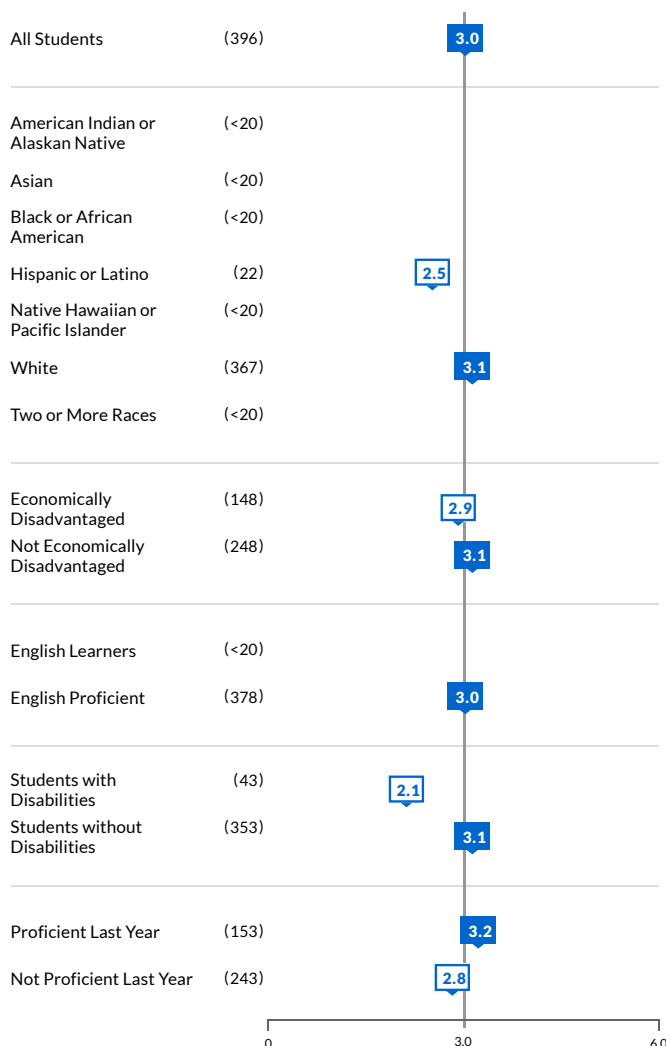 All Students (396) 3.0
American Indian or (<20)
Alaskan Native
Asian (<20)
Black or African (<20)
American
Hispanic or Latino (22) 2.5
Native Hawaiian or (<20)
Pacific Islander
White (367) 3.1
Two or More Races (<20)
Economically (148) 2.9
Disadvantaged
Not Economically (248) 3.1
Disadvantaged
English Learners (<20)
English Proficient (378) 3.0
Students with (43) 2.1
Disabilities
Students without (353) 3.1
Disabilities
Proficient Last Year (153) 3.2
Not Proficient Last Year (243) 2.8
0 3.0 6.0